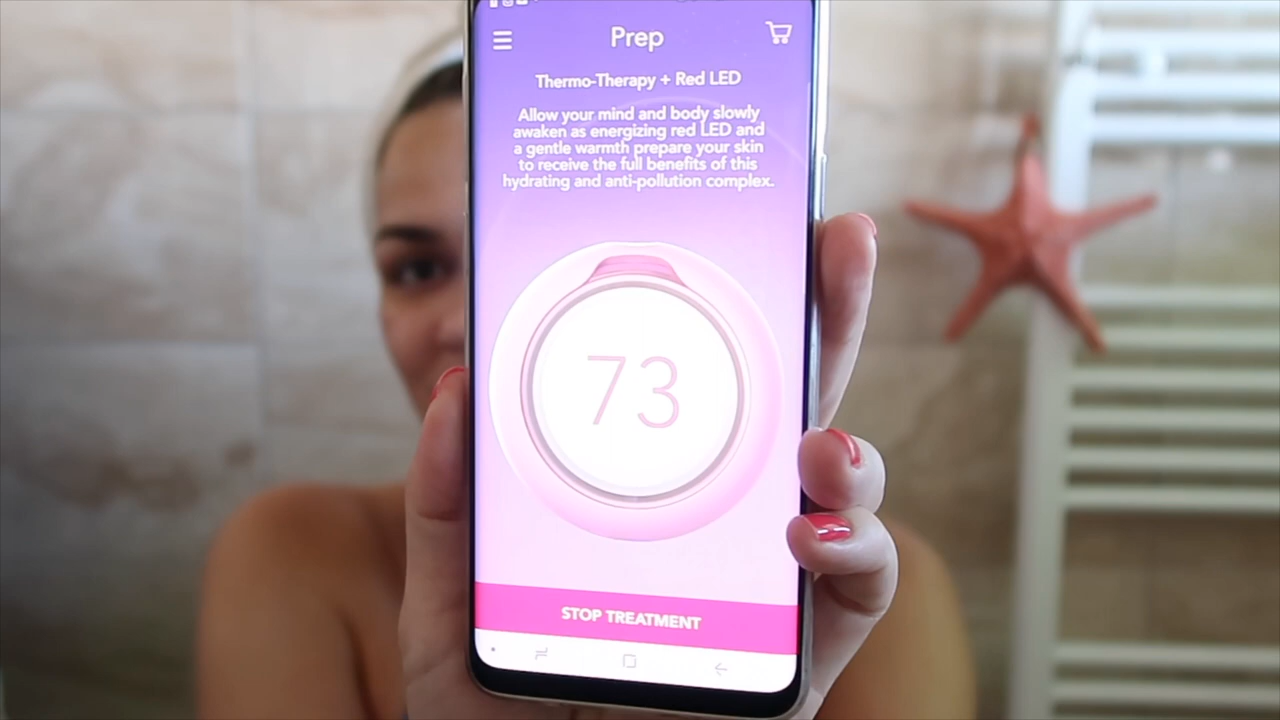 Prep
Thermo-Therapy + Red LED
Allow your mind and body slowly
awaken as energizing red LED and
a gentle warmth prepare your skin
to receive the full benefits of this
hydrating and anti-pollution complex.
73
STOP TREATMENT